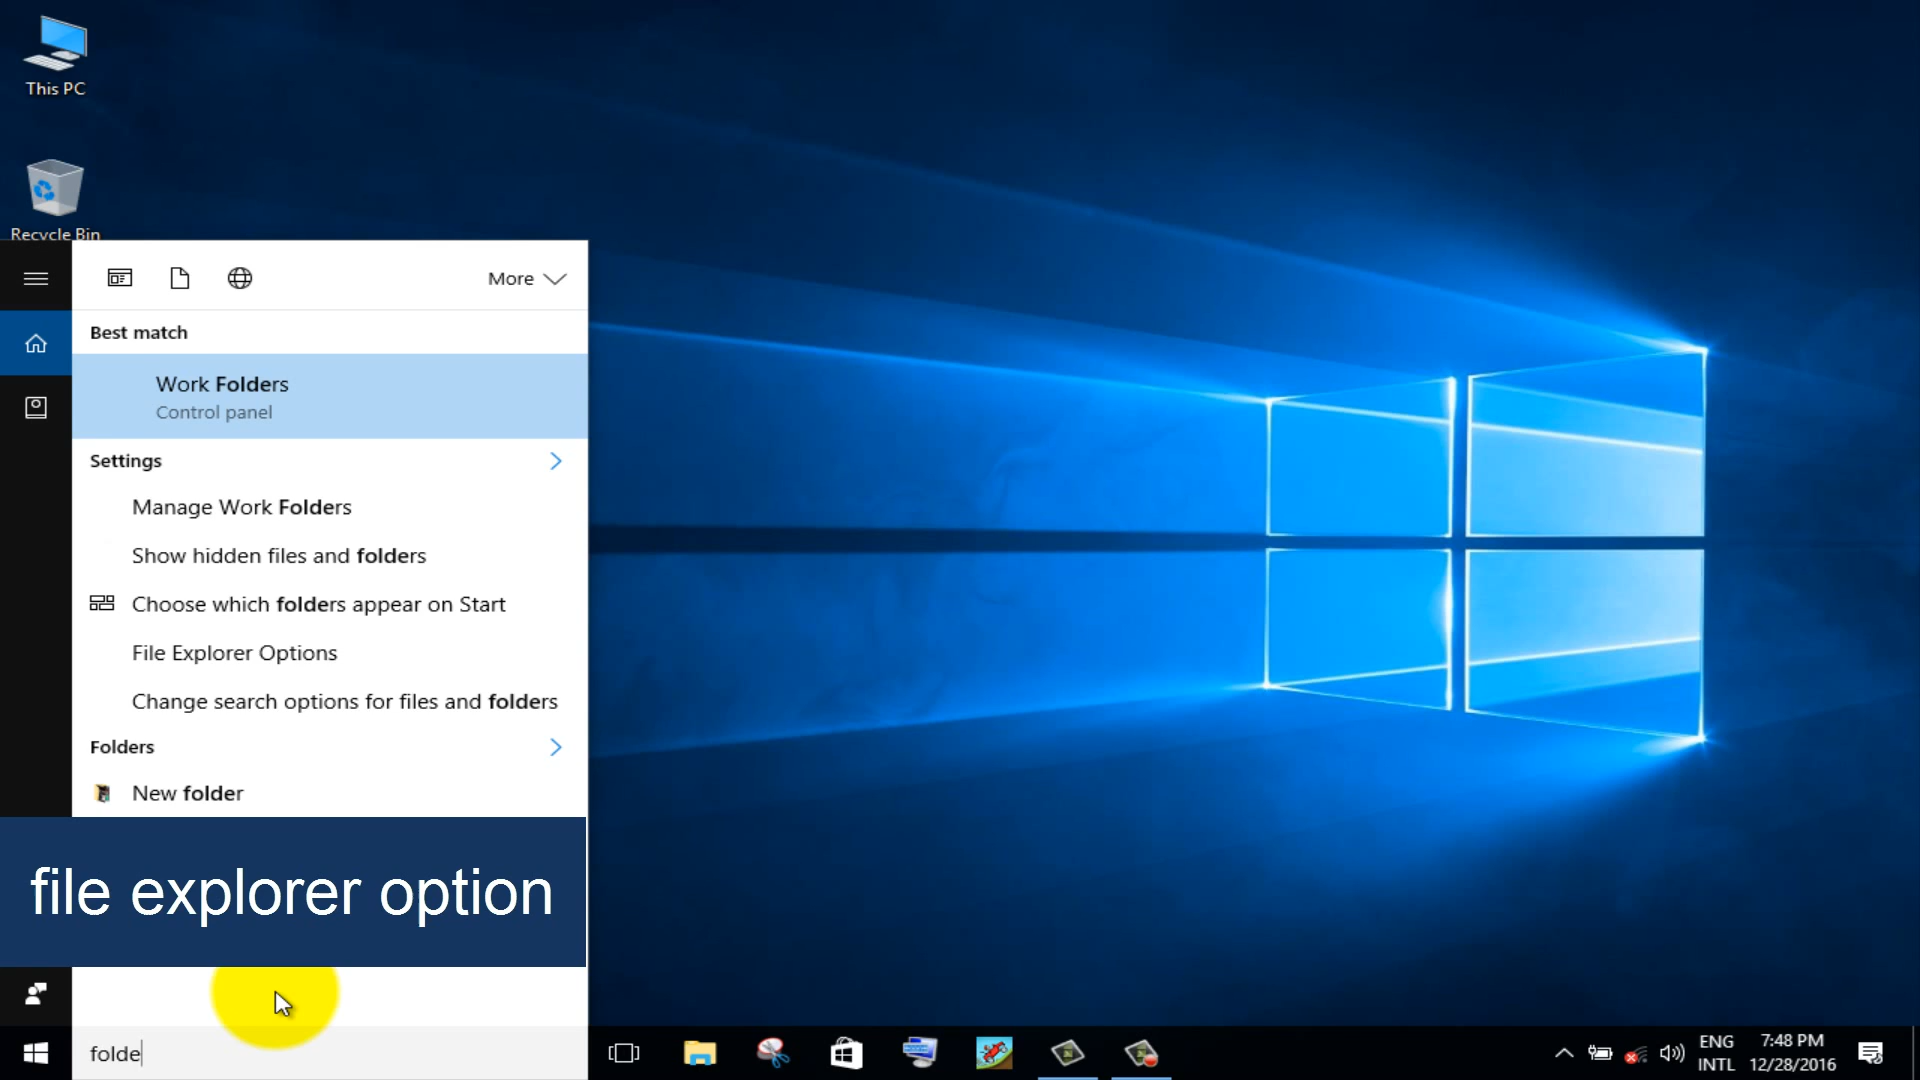 This PC
Recycle Bin
More
Best match
Work Folders
Control panel
Settings
Manage Work Folders
Show hidden files and folders
Choose which folders appear on Start
File Explorer Options
Change search options for files and folders
Folders
New folder
file explorer option
folde
ENG
INTL
7:48 PM
12/28/2016